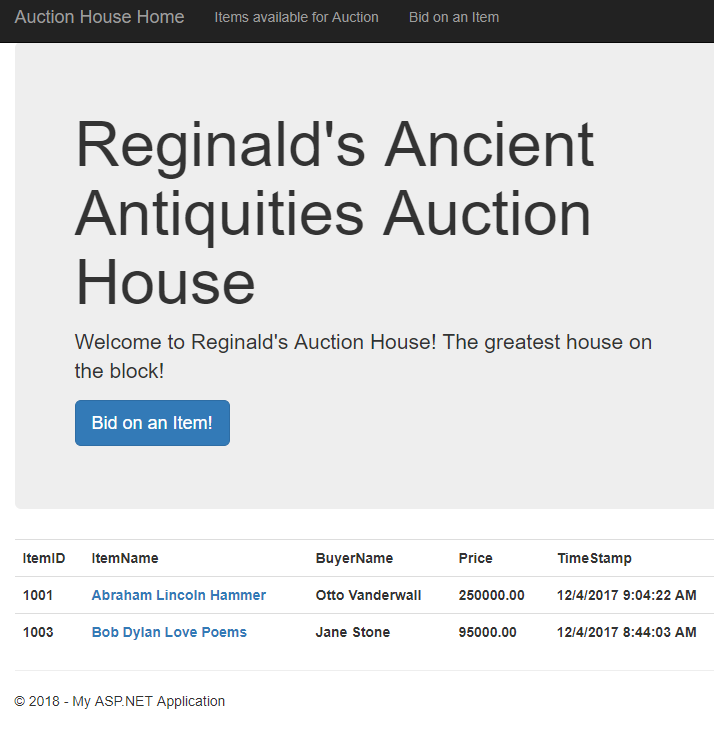 Auction House Home Items available for Auction Bid on an Item
Reginald's Ancient
Antiquities Auction
House
Welcome to Reginald's Auction House! The greatest house on
the block!
Bid on an Item!
ItemID ItemName BuyerName Price TimeStamp
1001 Abraham Lincoln Hammer Otto Vanderwall 250000.00 12/4/2017 9:04:22 AM
1003 Bob Dylan Love Poems Jane Stone 95000.00 12/4/2017 8:44:03 AM
© 2018 - My ASP.NET Application